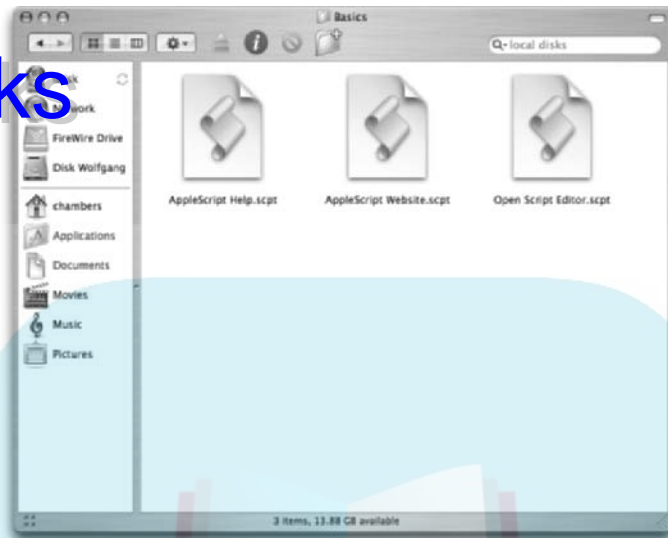 Basics
local disks
ks
Network
FireWire Drive
Disk Wolfgang
chambers
Applications
Documents
Movies
Music
Pictures
AppleScript Help.scpt
AppleScript Website.scpt
Open Script Editor.scpt
3 items, 13.88 GB available